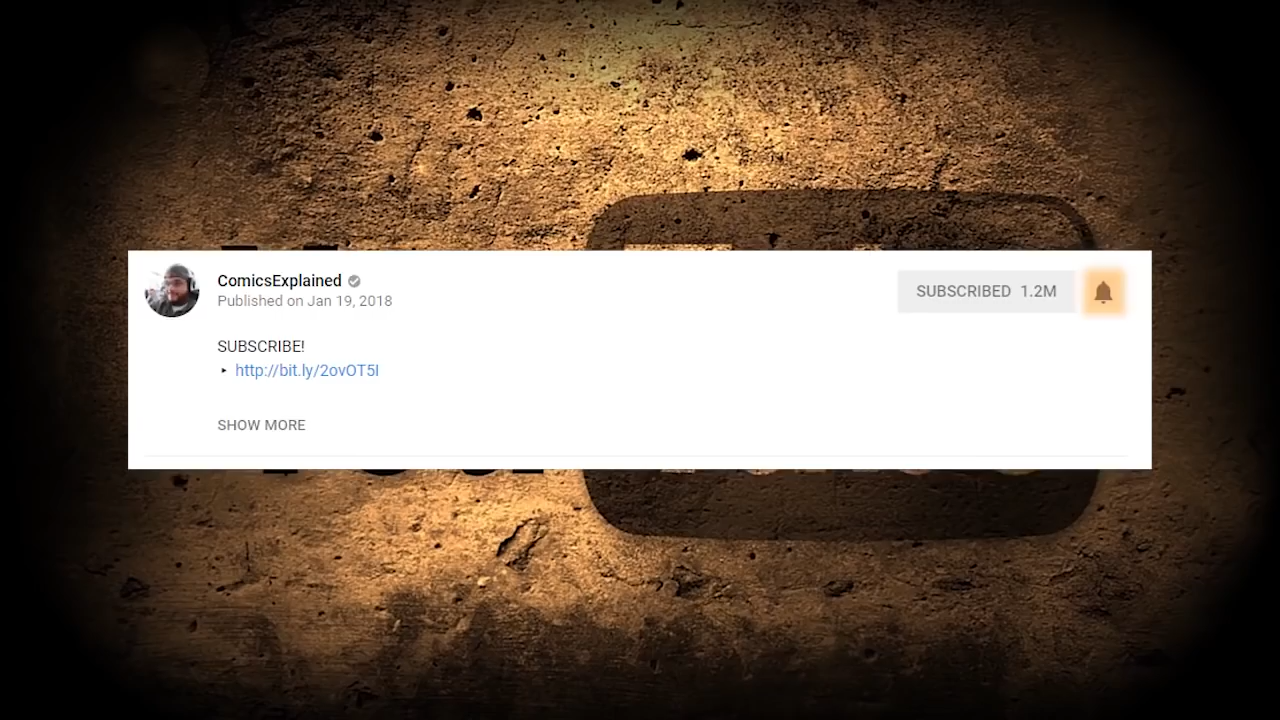 ComicsExplained
Published on Jan 19, 2018
SUBSCRIBED 1.2M
SUBSCRIBE!
‣ http://bit.ly/2ovOT5I
SHOW MORE